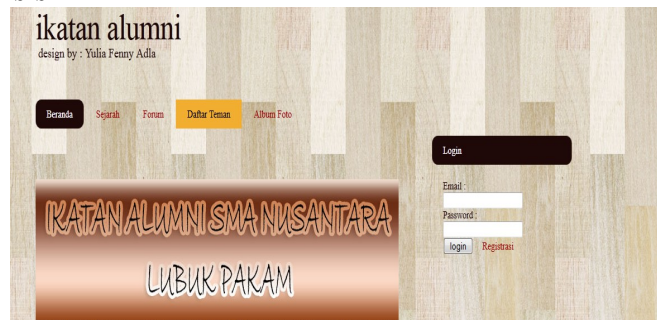 ikatan alumni
design by : Yulia Fenny Adla
Beranda Sejarah Forum Daftar Teman Album Foto
Login
Email :
Password :
login Registrasi
IKATAN ALUMNI SMA NUSANTARA
LUBUK PAKAM